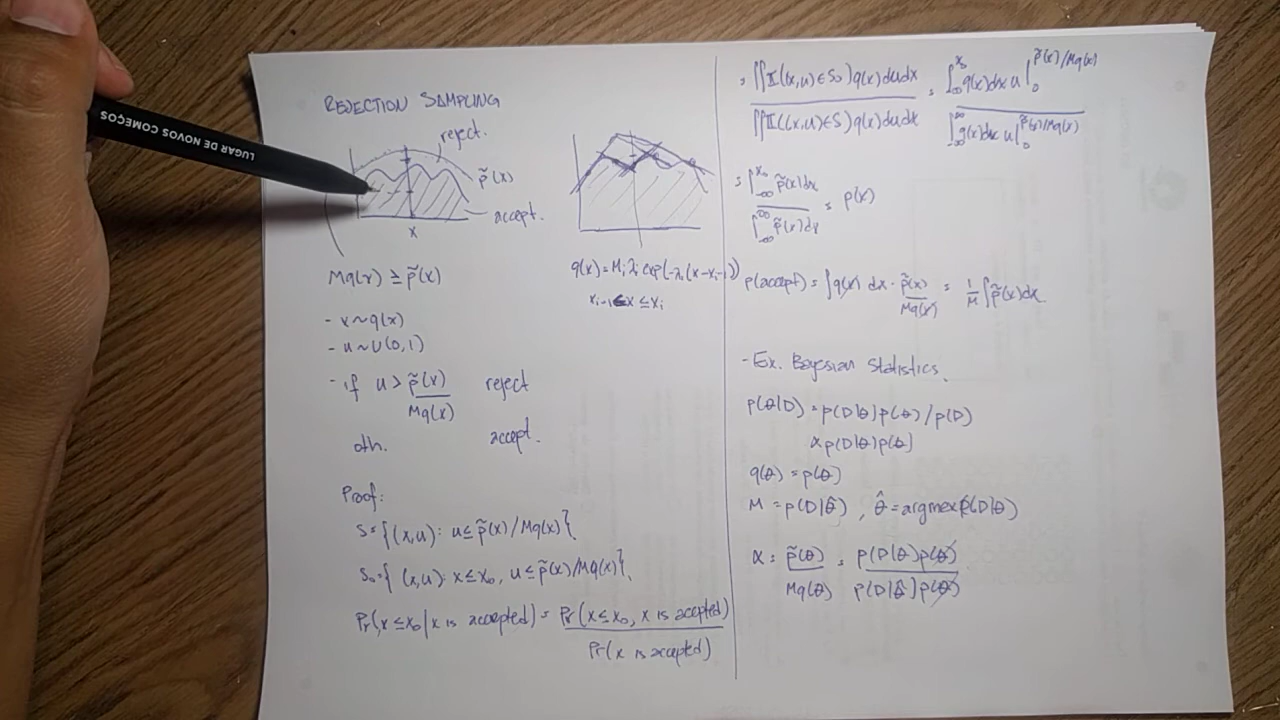 LUGAR DE NOVOS COMEÇOS
REJECTION SAMPLING
reject.
p̃(x)
accept.
x
Mq(x) ≥ p̃(x)
- x ~ q(x)
- u ~ U(0,1)
- if u > p̃(x) / Mq(x) reject
oth. accept.
Proof:
S = {(x,u): u ≤ p̃(x)/Mq(x)}
S₀ = {(x,u): x ≤ x₀, u ≤ p̃(x)/Mq(x)}.
Pr(x ≤ x₀ | x is accepted) = Pr(x ≤ x₀, x is accepted) / Pr(x is accepted)
q(x) = Mᵢ λᵢ exp(-λᵢ(x-xᵢ₋₁))
xᵢ₋₁ < x ≤ xᵢ
= ∬ 𝕀((x,u) ∈ S₀) q(x) du dx / ∬ 𝕀((x,u) ∈ S) q(x) du dx = ∫_{-∞}^{x₀} q(x) dx u |₀^{p̃(x)/Mq(x)} / ∫_{-∞}^{∞} q(x) dx u |₀^{p̃(x)/Mq(x)}
= ∫_{-∞}^{x₀} p̃(x) dx / ∫_{-∞}^{∞} p̃(x) dx = p(x)
p(accept) = ∫ q(x) dx · p̃(x) / Mq(x) = 1/M ∫ p̃(x) dx
- Ex. Bayesian Statistics.
p(θ|D) = p(D|θ)p(θ)/p(D)
∝ p(D|θ)p(θ)
q(θ) = p(θ)
M = p(D|θ̂), θ̂ = argmax p(D|θ)
α = p̃(θ) / Mq(θ) = p(D|θ)p(θ) / p(D|θ̂)p(θ)